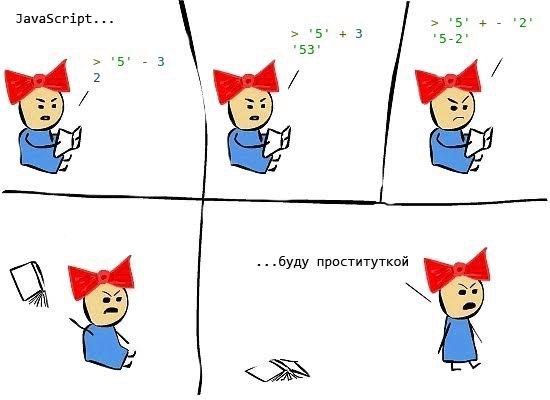 JavaScript...
> '5' - 3
2
> '5' + 3
'53'
> '5' + - '2'
'5-2'
...буду проституткой